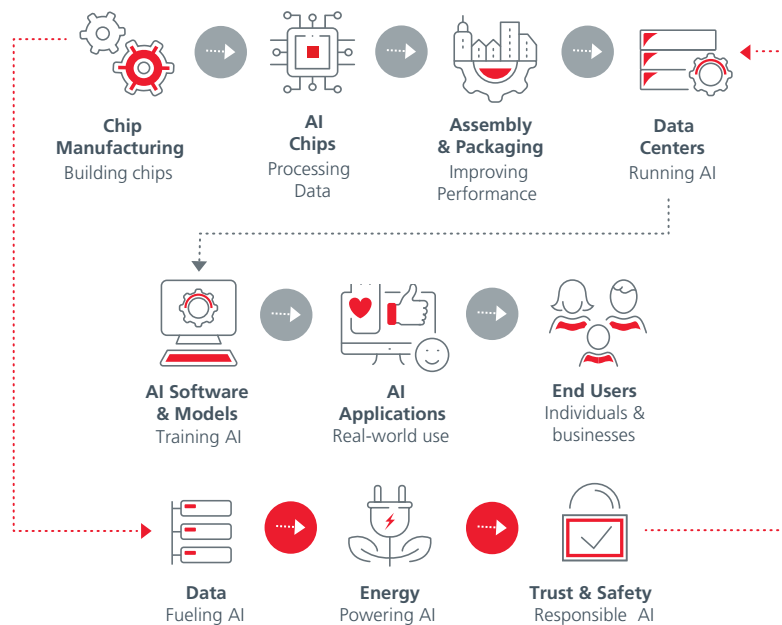 Chip
Manufacturing
Building chips
AI
Chips
Processing
Data
Assembly
& Packaging
Improving
Performance
Data
Centers
Running AI
AI Software
& Models
Training AI
AI
Applications
Real-world use
End Users
Individuals &
businesses
Data
Fueling AI
Energy
Powering AI
Trust & Safety
Responsible AI